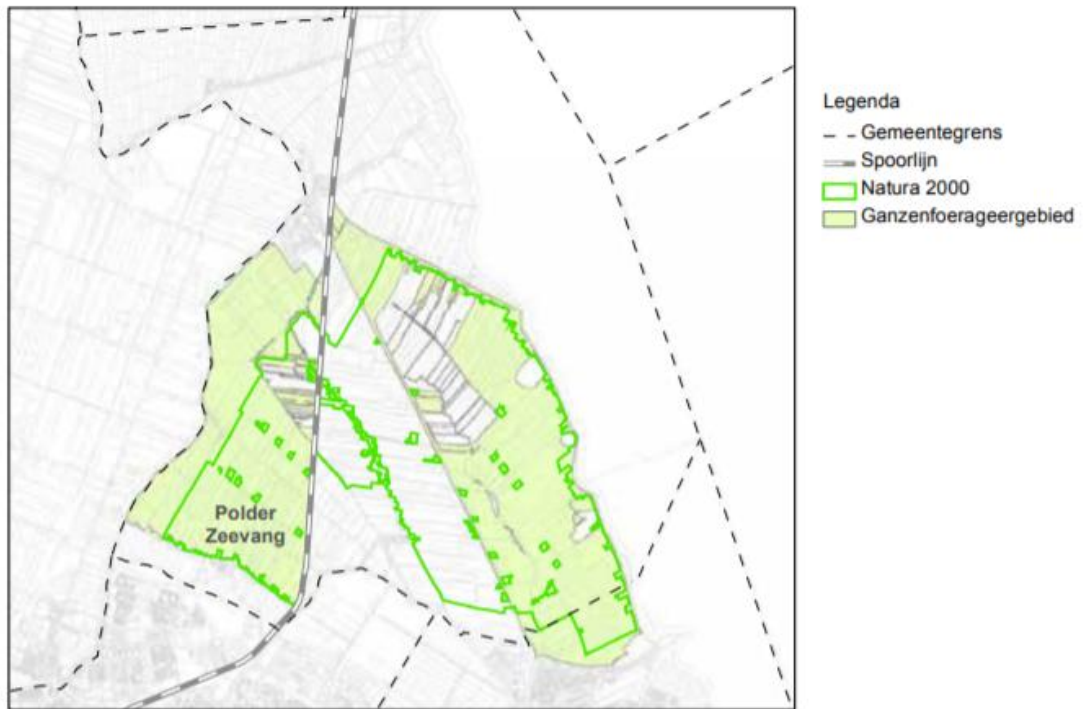 Legenda
Gemeentegrens
Spoorlijn
Natura 2000
Ganzenfoerageergebied
Polder
Zeevang